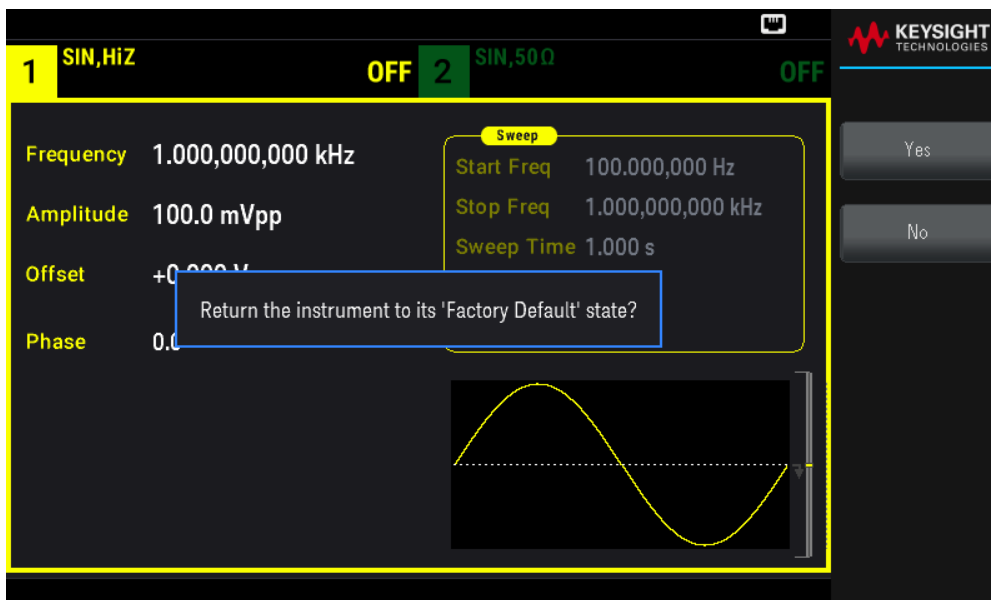 KEYSIGHT
TECHNOLOGIES
1 SIN,HiZ OFF 2 SIN,50Ω OFF
Sweep
Frequency 1.000,000,000 kHz
Start Freq 100.000,000 Hz
Amplitude 100.0 mVpp
Stop Freq 1.000,000,000 kHz
Sweep Time 1.000 s
Offset
Return the instrument to its 'Factory Default' state?
Phase
Yes
No